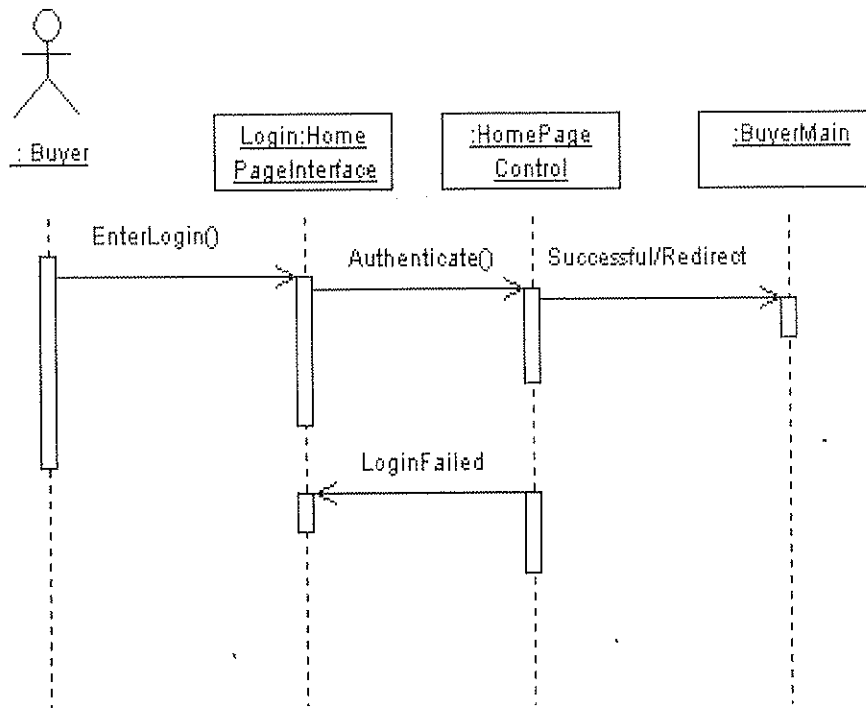 : Buyer
Login:Home
PageInterface
:HomePage
Control
:BuyerMain
EnterLogin()
Authenticate()
Successful/Redirect
LoginFailed